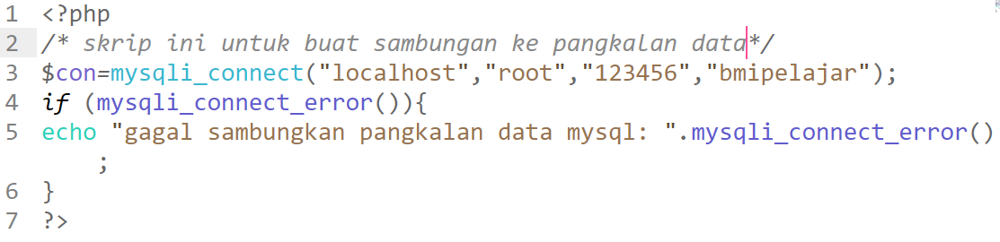 1 <?php
2 /* skrip ini untuk buat sambungan ke pangkalan data*/
3 $con=mysqli_connect("localhost","root","123456","bmipelajar");
4 if (mysqli_connect_error()){
5 echo "gagal sambungkan pangkalan data mysql: ".mysqli_connect_error()
;
6 }
7 ?>